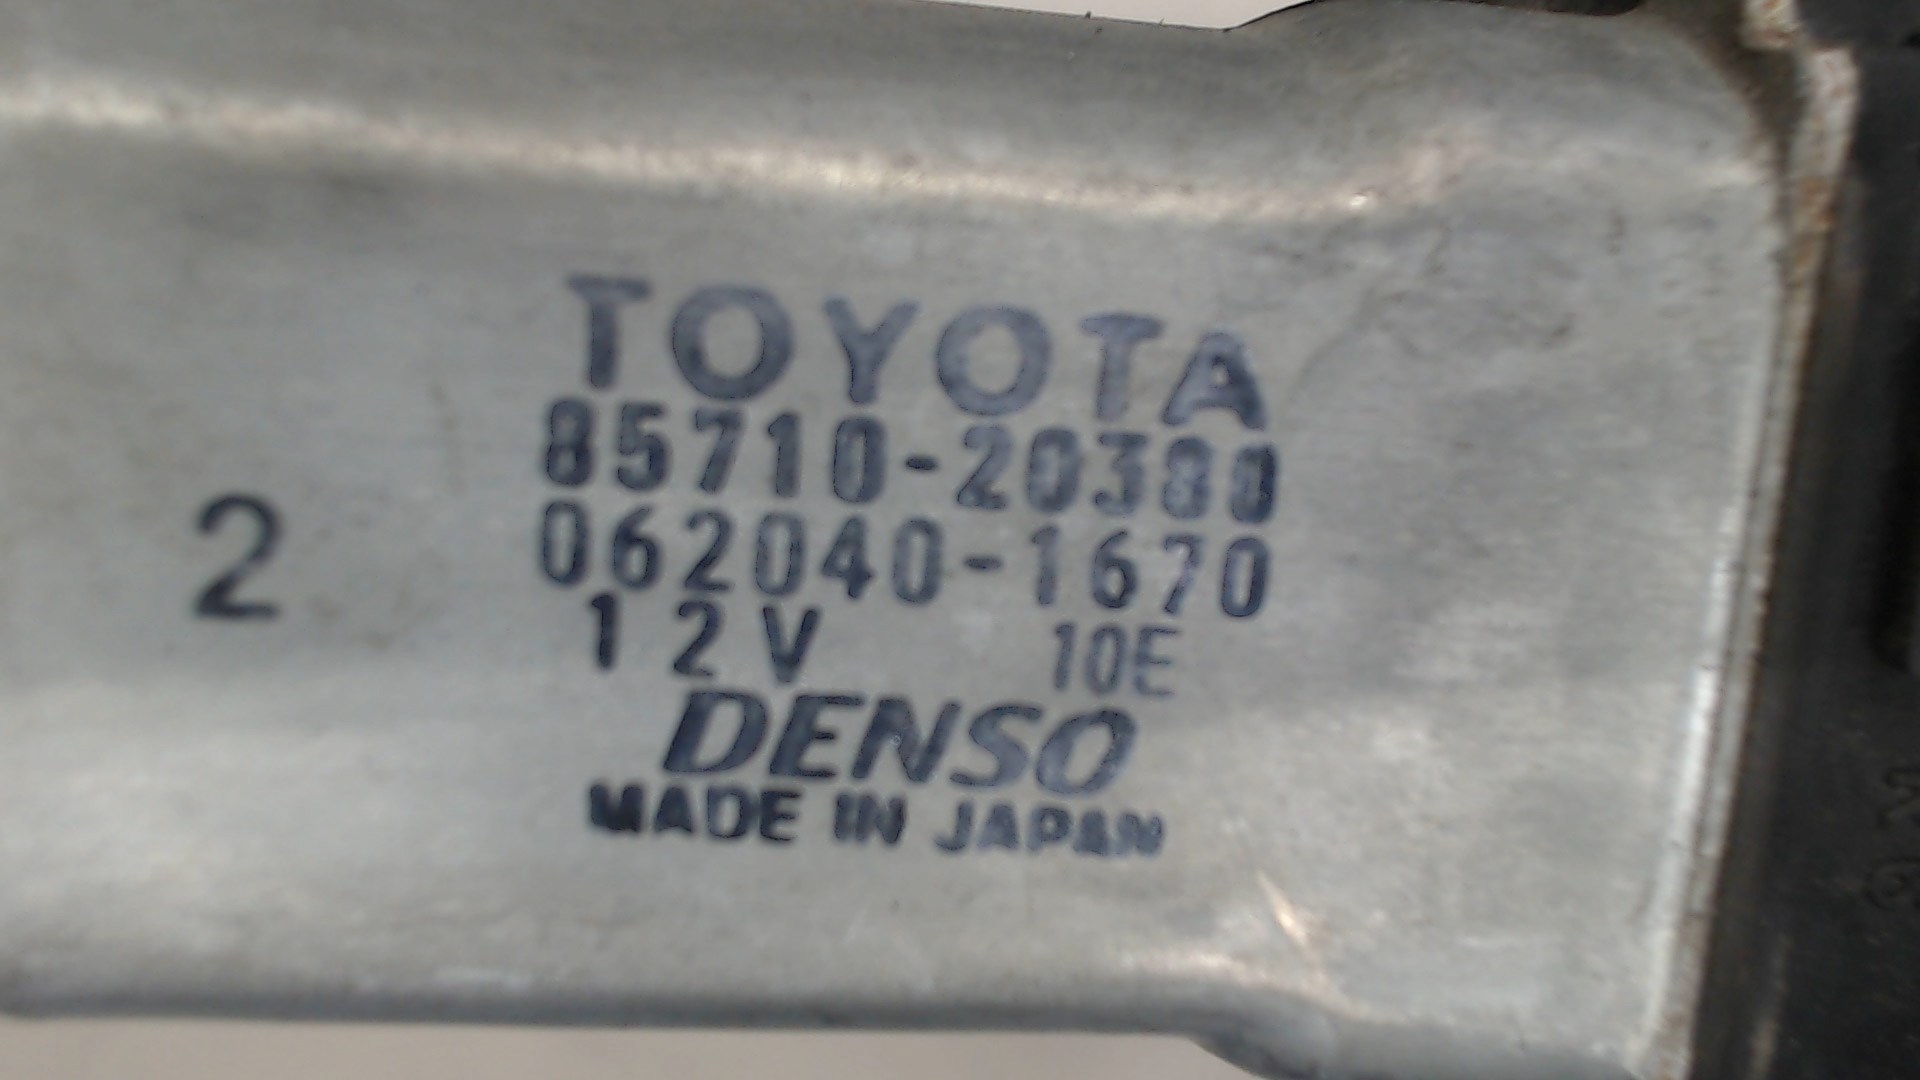 TOYOTA
85710-20380
2
062040-1670
12V 10E
DENSO
MADE IN JAPAN